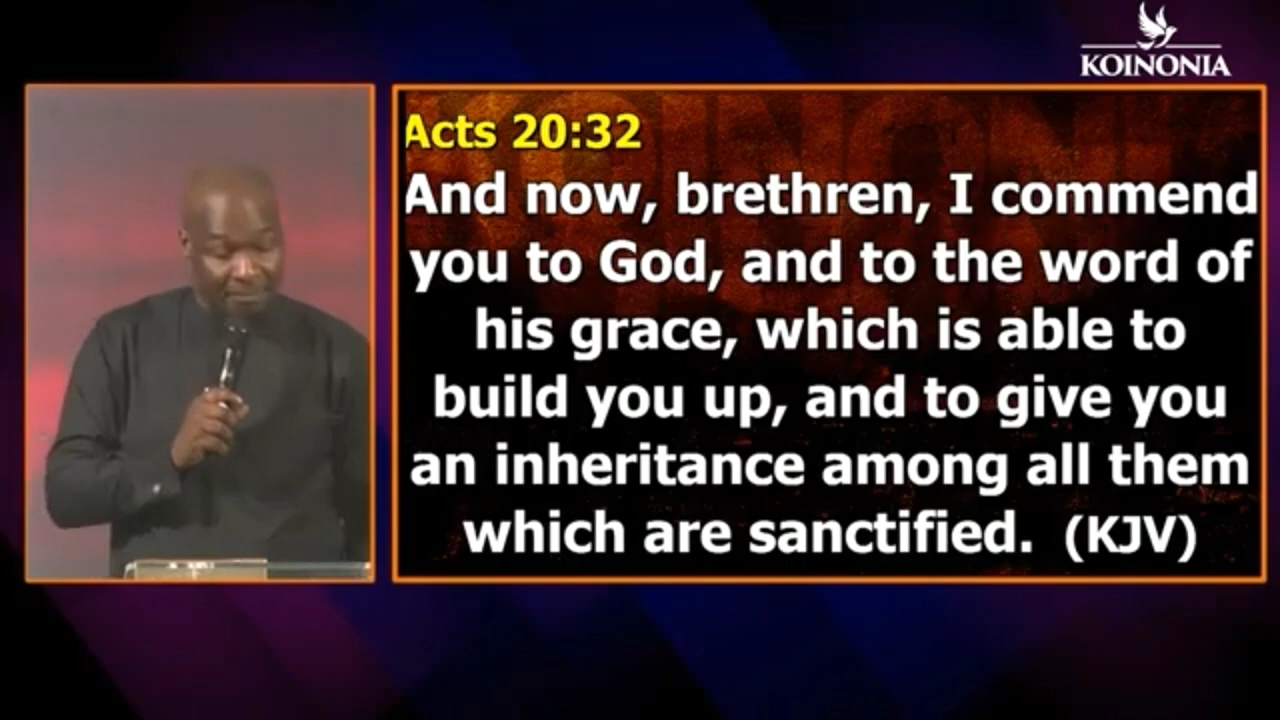 KOINONIA
Acts 20:32
And now, brethren, I commend
you to God, and to the word of
his grace, which is able to
build you up, and to give you
an inheritance among all them
which are sanctified. (KJV)